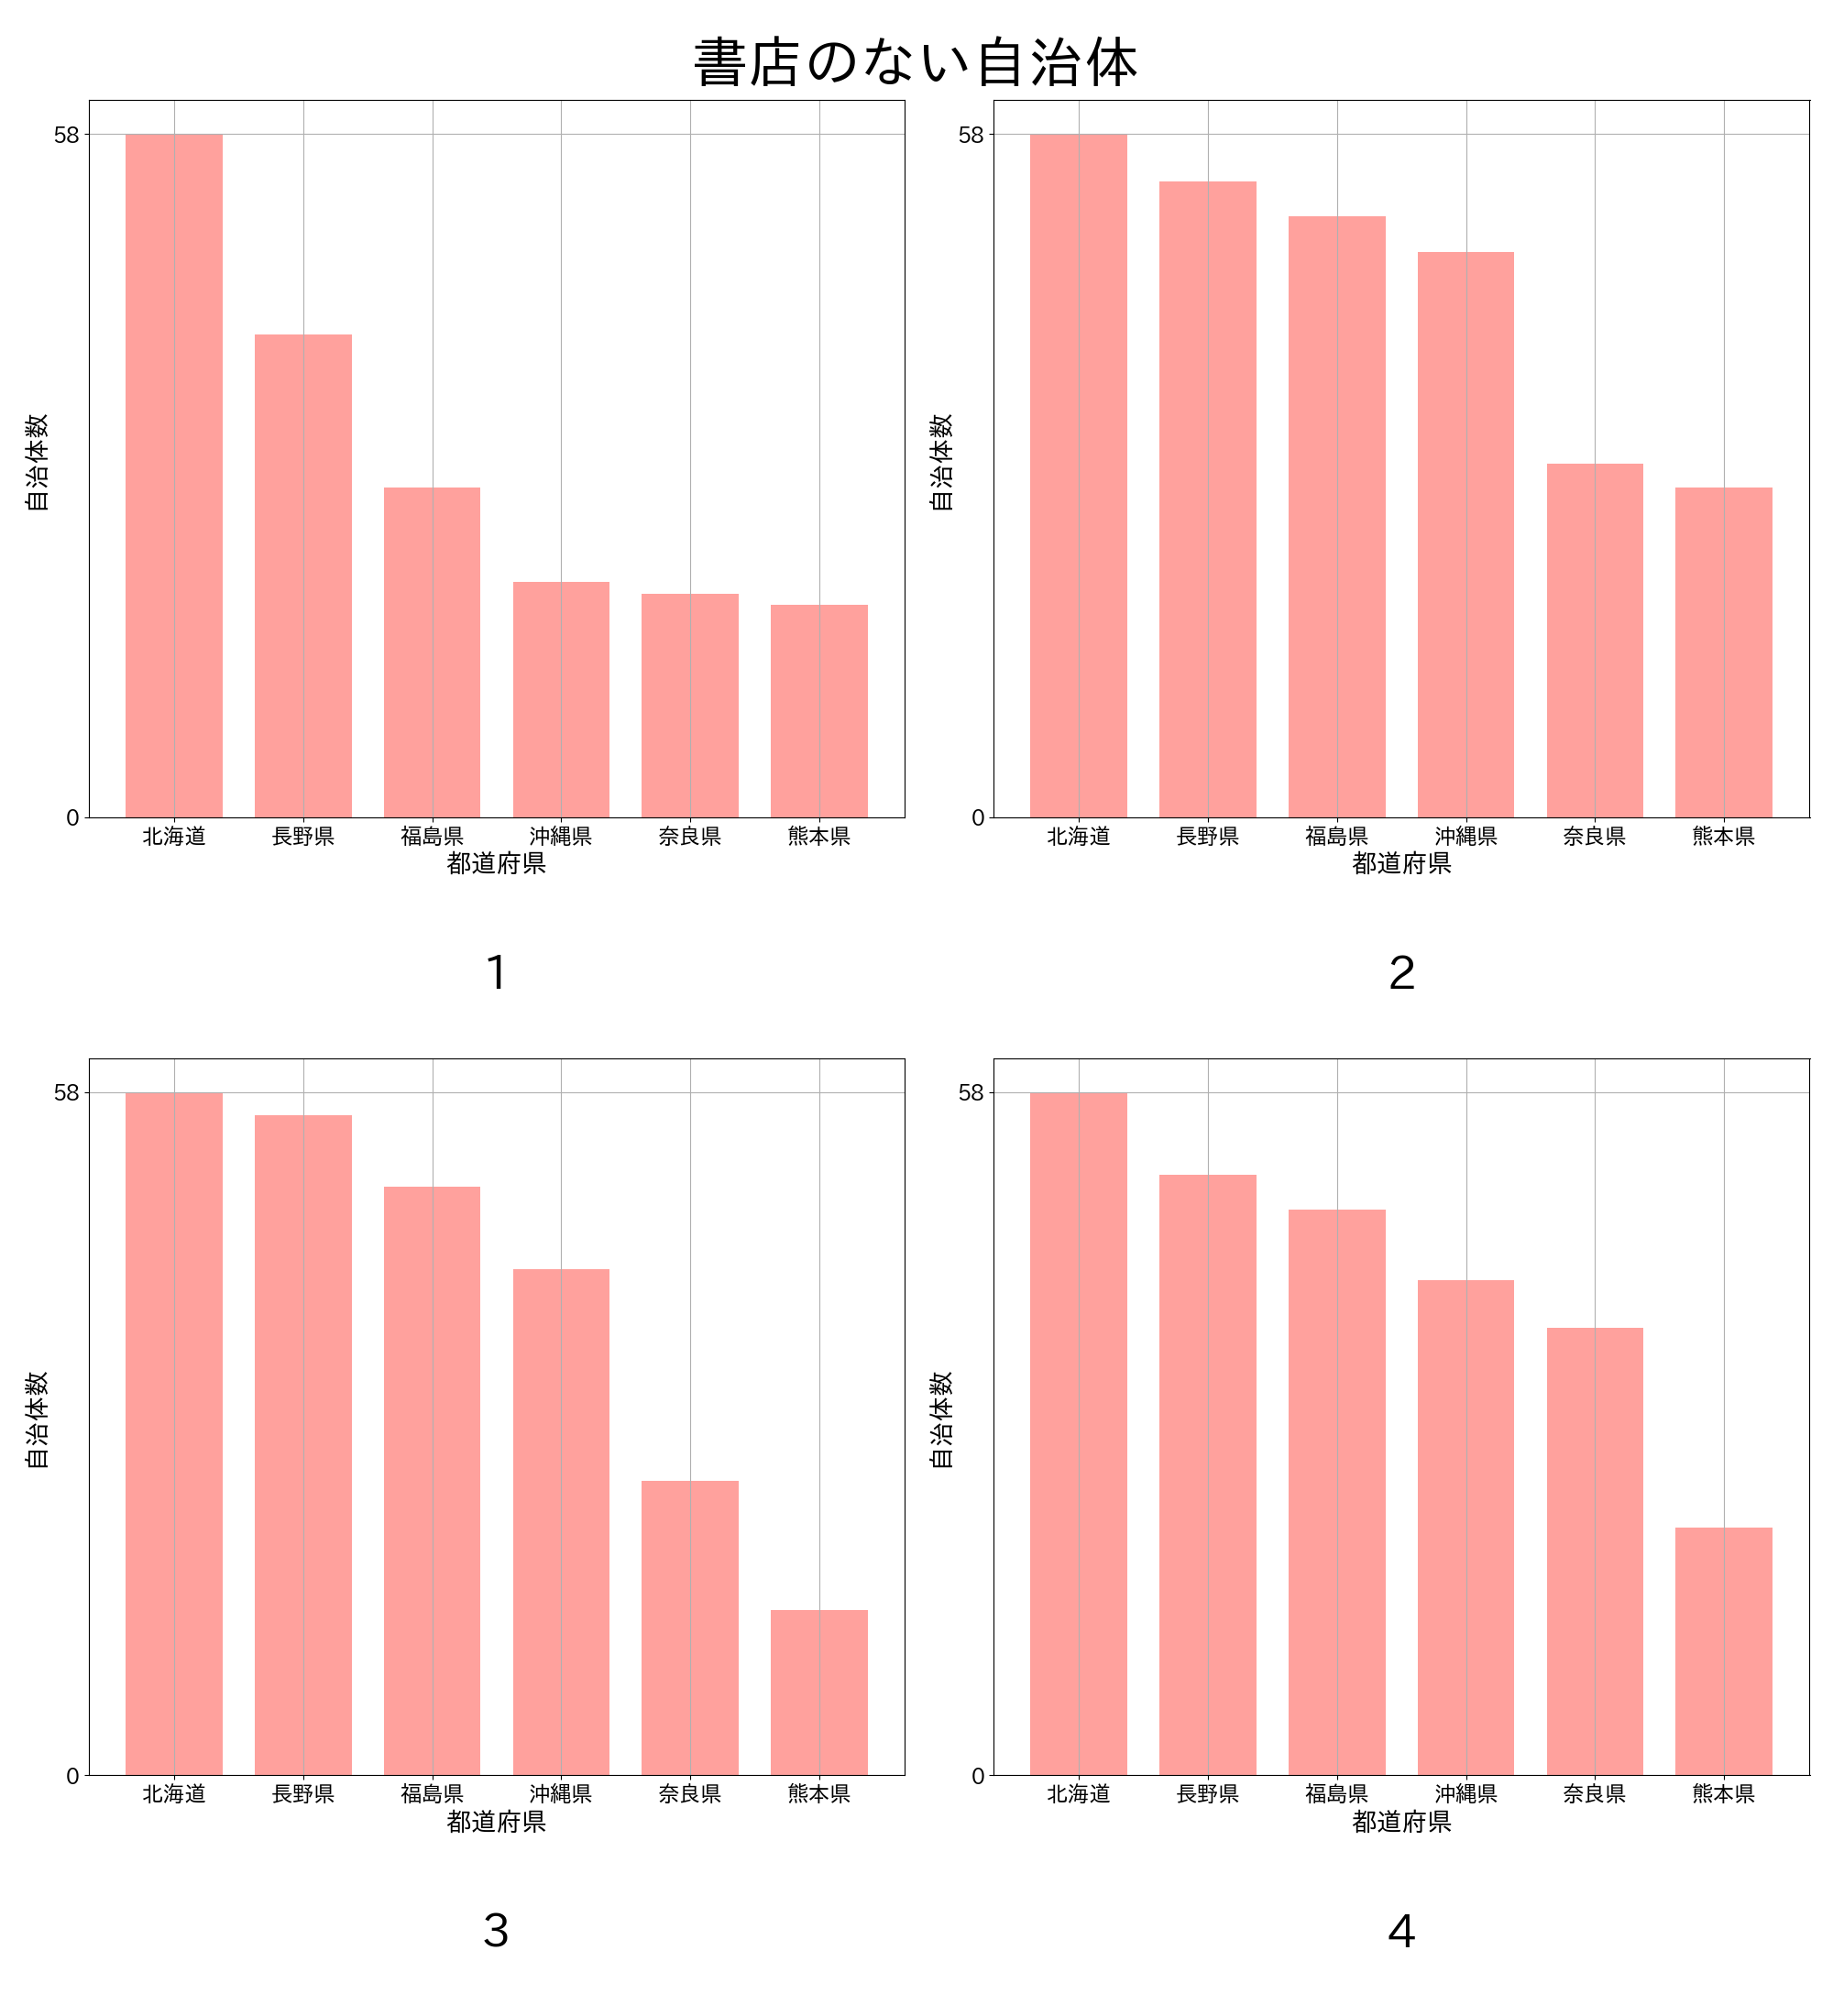 書店のない自治体
58
0
自治体数
北海道 長野県 福島県 沖縄県 奈良県 熊本県
都道府県
1
58
0
自治体数
北海道 長野県 福島県 沖縄県 奈良県 熊本県
都道府県
2
58
0
自治体数
北海道 長野県 福島県 沖縄県 奈良県 熊本県
都道府県
3
58
0
自治体数
北海道 長野県 福島県 沖縄県 奈良県 熊本県
都道府県
4